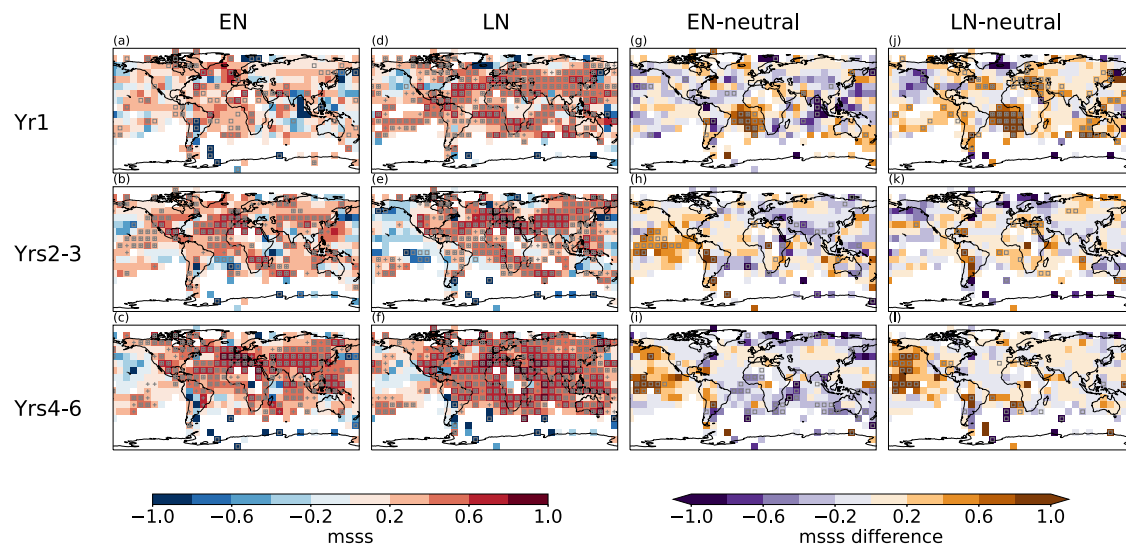 EN LN EN-neutral LN-neutral
(a) (d) (g) (j)
Yr1
(b) (e) (h) (k)
Yrs2-3
(c) (f) (i) (l)
Yrs4-6
−1.0 −0.6 −0.2 0.2 0.6 1.0 −1.0 −0.6 −0.2 0.2 0.6 1.0
msss msss difference